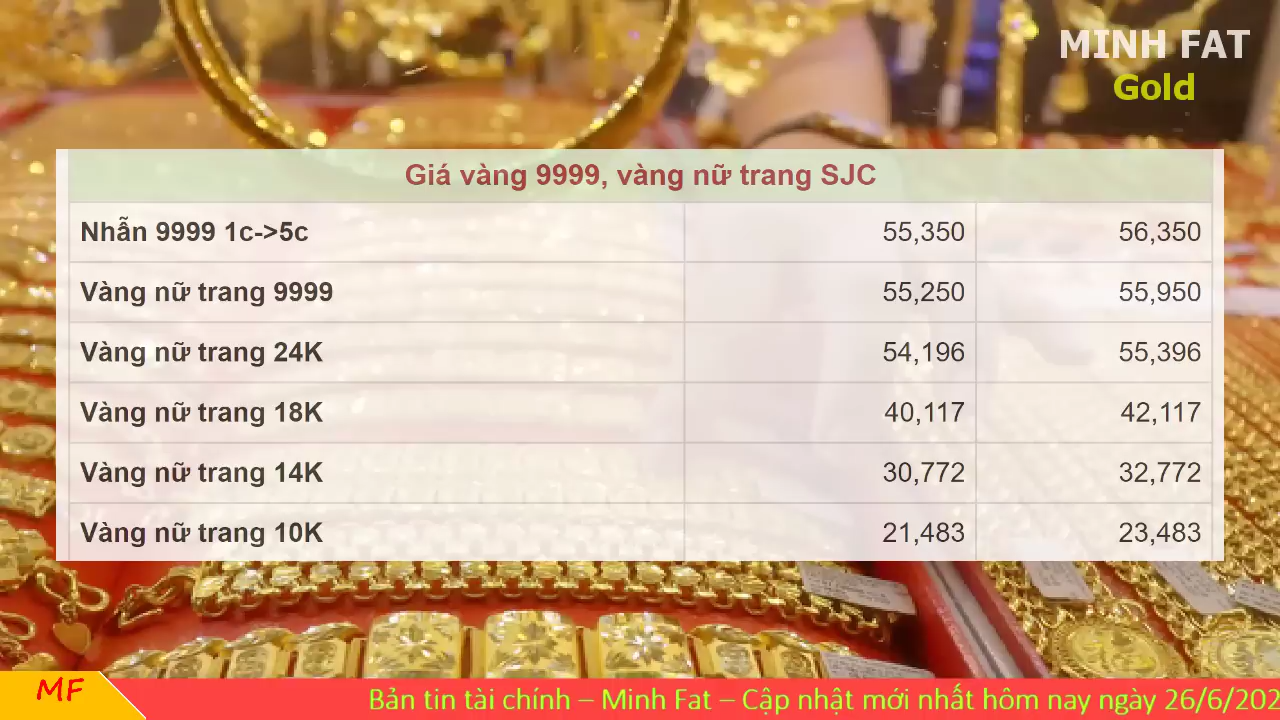 MINH FAT
Gold
Giá vàng 9999, vàng nữ trang SJC
Nhẫn 9999 1c->5c 55,350 56,350
Vàng nữ trang 9999 55,250 55,950
Vàng nữ trang 24K 54,196 55,396
Vàng nữ trang 18K 40,117 42,117
Vàng nữ trang 14K 30,772 32,772
Vàng nữ trang 10K 21,483 23,483
MF
Bản tin tài chính – Minh Fat – Cập nhật mới nhất hôm nay ngày 26/6/202